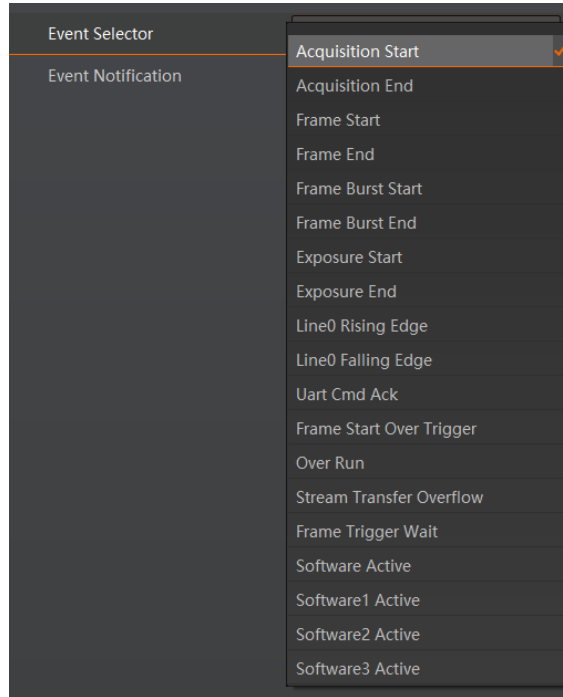 Event Selector
Acquisition Start
Event Notification
Acquisition End
Frame Start
Frame End
Frame Burst Start
Frame Burst End
Exposure Start
Exposure End
Line0 Rising Edge
Line0 Falling Edge
Uart Cmd Ack
Frame Start Over Trigger
Over Run
Stream Transfer Overflow
Frame Trigger Wait
Software Active
Software1 Active
Software2 Active
Software3 Active